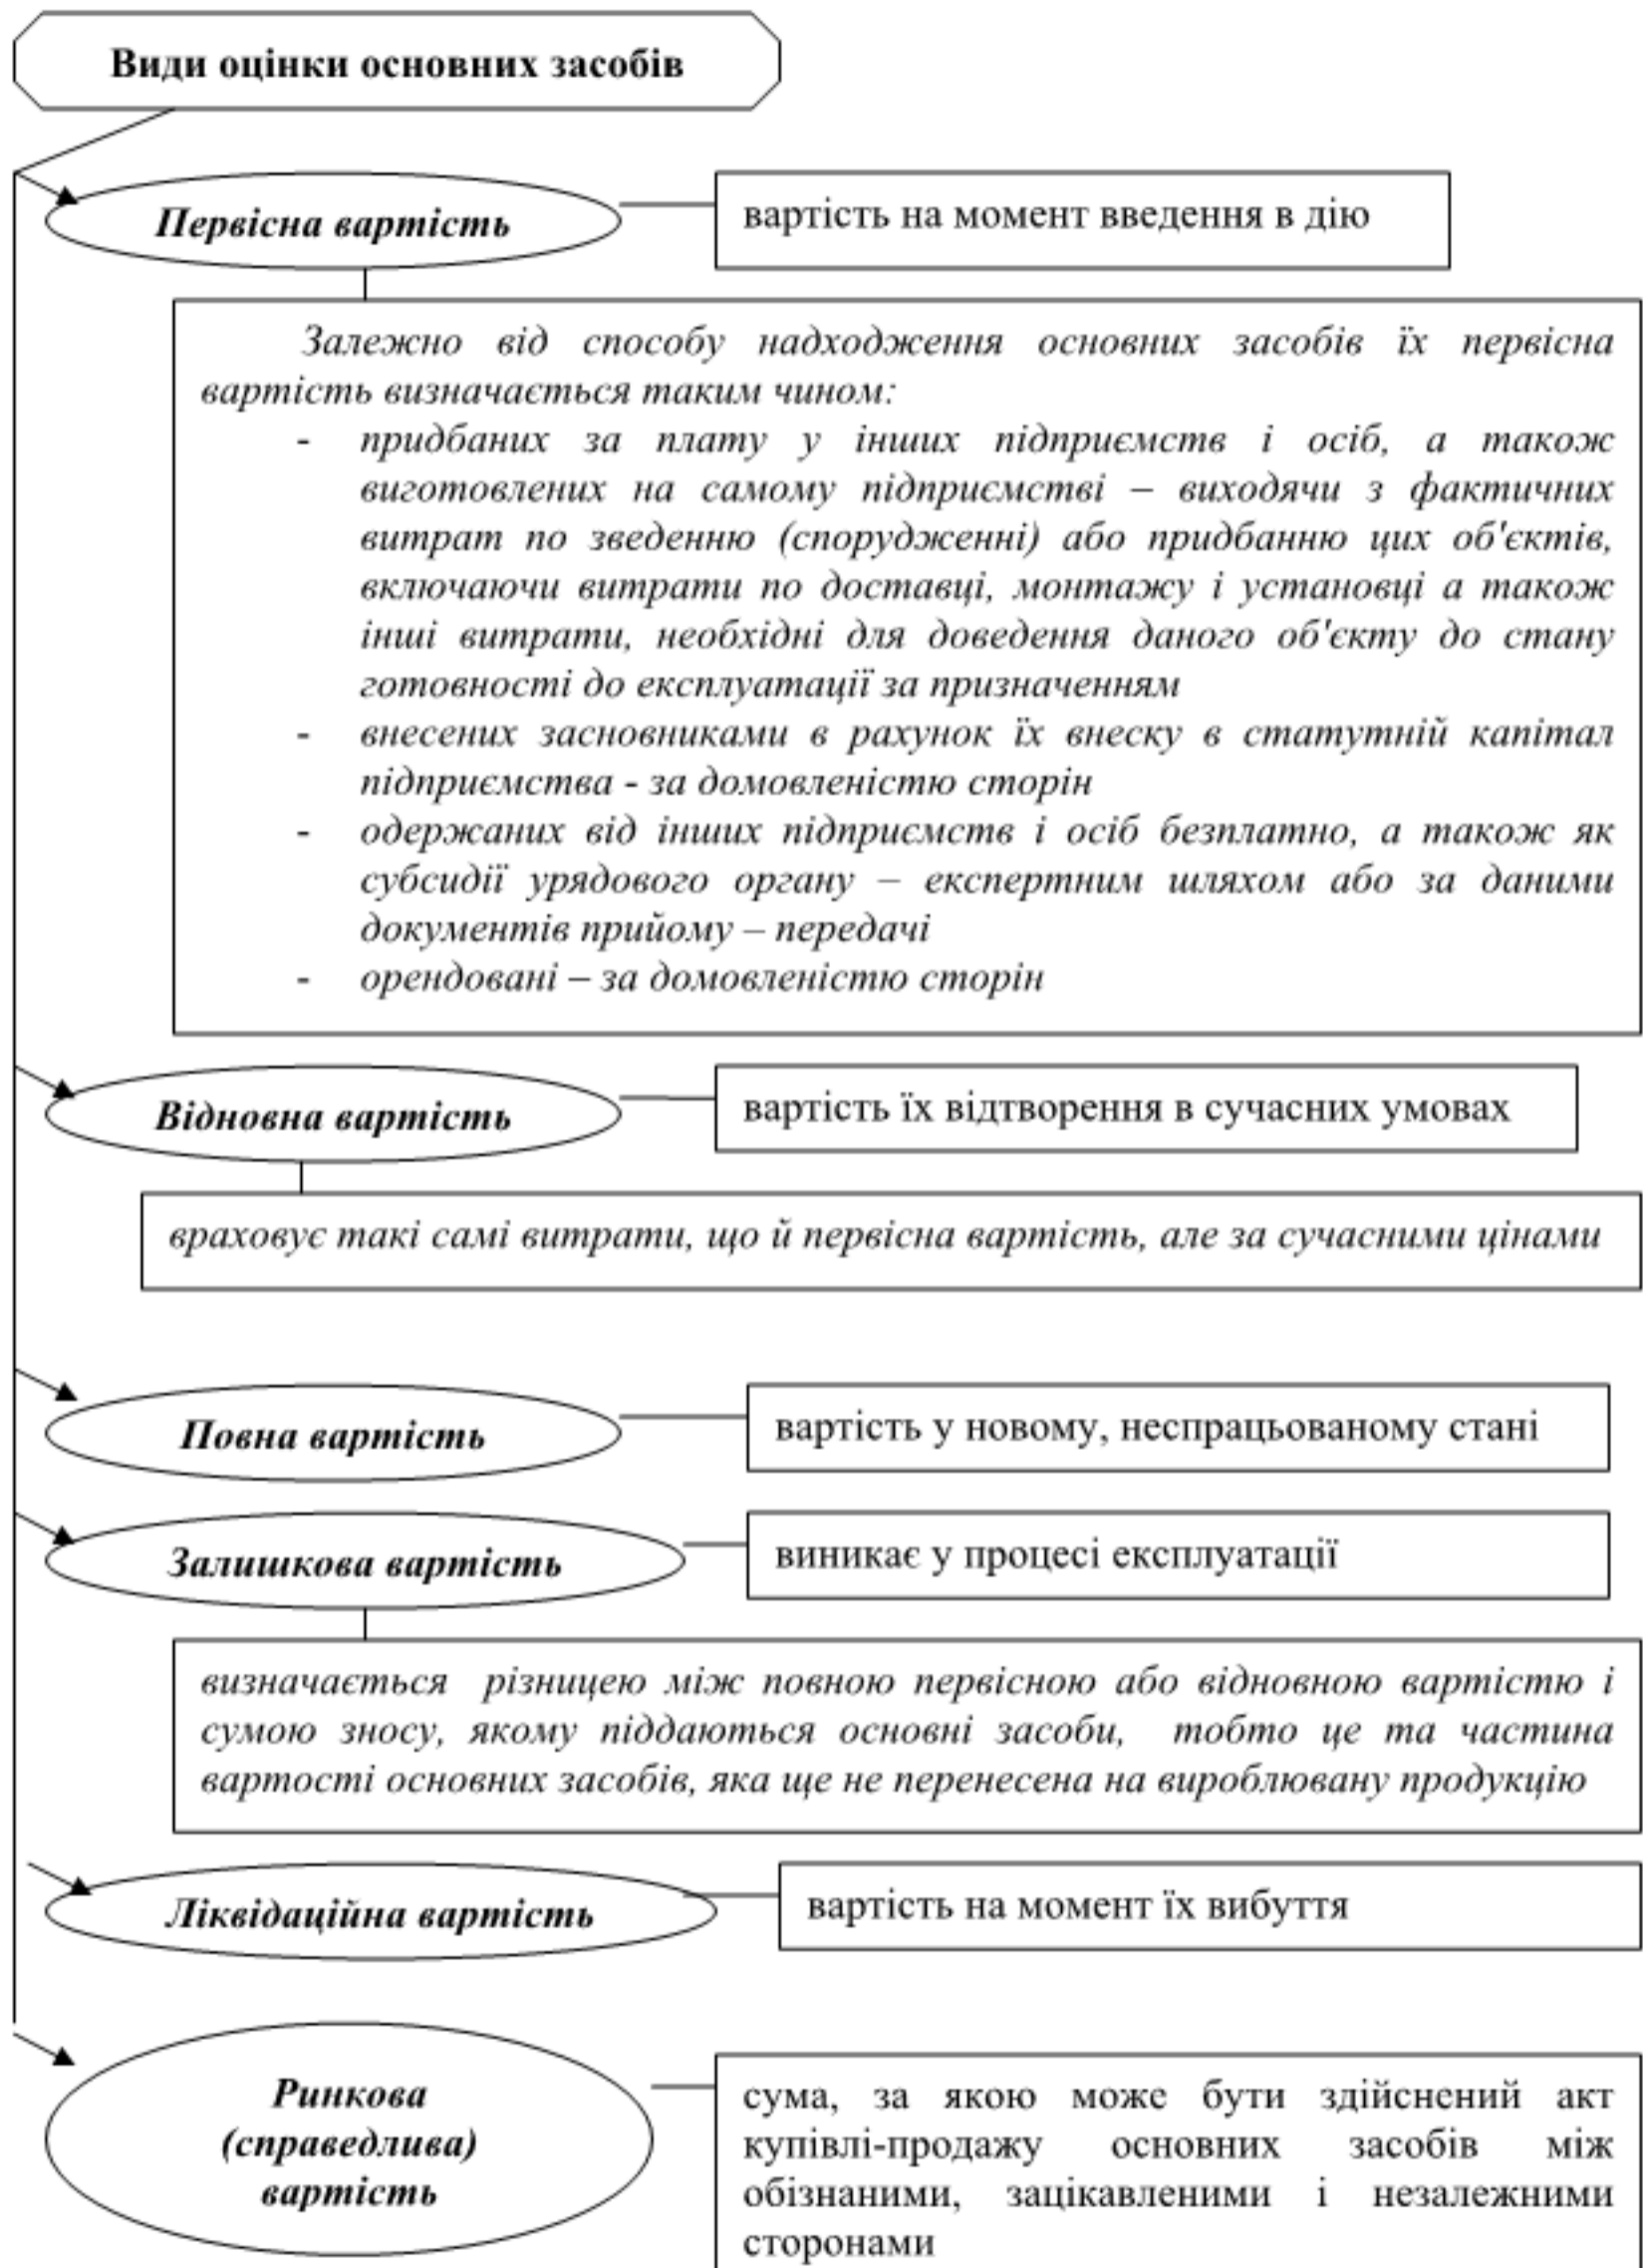 Види оцінки основних засобів
Первісна вартість
вартість на момент введення в дію
Залежно від способу надходження основних засобів їх первісна
вартість визначається таким чином:
- придбаних за плату у інших підприємств і осіб, а також
виготовлених на самому підприємстві – виходячи з фактичних
витрат по зведенню (спорудженні) або придбанню цих об'єктів,
включаючи витрати по доставці, монтажу і установці а також
інші витрати, необхідні для доведення даного об'єкту до стану
готовності до експлуатації за призначенням
- внесених засновниками в рахунок їх внеску в статутній капітал
підприємства - за домовленістю сторін
- одержаних від інших підприємств і осіб безплатно, а також як
субсидії урядового органу – експертним шляхом або за даними
документів прийому – передачі
- орендовані – за домовленістю сторін
Відновна вартість
вартість їх відтворення в сучасних умовах
враховує такі самі витрати, що й первісна вартість, але за сучасними цінами
Повна вартість
вартість у новому, неспрацьованому стані
Залишкова вартість
виникає у процесі експлуатації
визначається різницею між повною первісною або відновною вартістю і
сумою зносу, якому піддаються основні засоби, тобто це та частина
вартості основних засобів, яка ще не перенесена на вироблювану продукцію
Ліквідаційна вартість
вартість на момент їх вибуття
Ринкова
(справедлива)
вартість
сума, за якою може бути здійснений акт
купівлі-продажу основних засобів між
обізнаними, зацікавленими і незалежними
сторонами